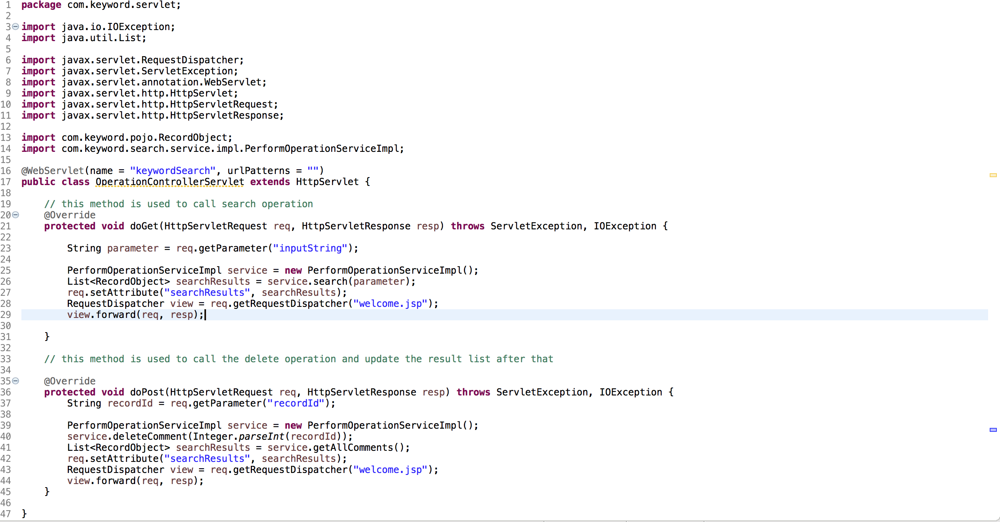 1 package com.keyword.servlet;
2
3 import java.io.IOException;
4 import java.util.List;
5
6 import javax.servlet.RequestDispatcher;
7 import javax.servlet.ServletException;
8 import javax.servlet.annotation.WebServlet;
9 import javax.servlet.http.HttpServlet;
10 import javax.servlet.http.HttpServletRequest;
11 import javax.servlet.http.HttpServletResponse;
12
13 import com.keyword.pojo.RecordObject;
14 import com.keyword.search.service.impl.PerformOperationServiceImpl;
15
16 @WebServlet(name = "keywordSearch", urlPatterns = "")
17 public class OperationControllerServlet extends HttpServlet {
18
19     // this method is used to call search operation
20     @Override
21     protected void doGet(HttpServletRequest req, HttpServletResponse resp) throws ServletException, IOException {
22
23         String parameter = req.getParameter("inputString");
24
25         PerformOperationServiceImpl service = new PerformOperationServiceImpl();
26         List<RecordObject> searchResults = service.search(parameter);
27         req.setAttribute("searchResults", searchResults);
28         RequestDispatcher view = req.getRequestDispatcher("welcome.jsp");
29         view.forward(req, resp);
30
31     }
32
33     // this method is used to call the delete operation and update the result list after that
34
35     @Override
36     protected void doPost(HttpServletRequest req, HttpServletResponse resp) throws ServletException, IOException {
37         String recordId = req.getParameter("recordId");
38
39         PerformOperationServiceImpl service = new PerformOperationServiceImpl();
40         service.deleteComment(Integer.parseInt(recordId));
41         List<RecordObject> searchResults = service.getAllComments();
42         req.setAttribute("searchResults", searchResults);
43         RequestDispatcher view = req.getRequestDispatcher("welcome.jsp");
44         view.forward(req, resp);
45     }
46
47 }